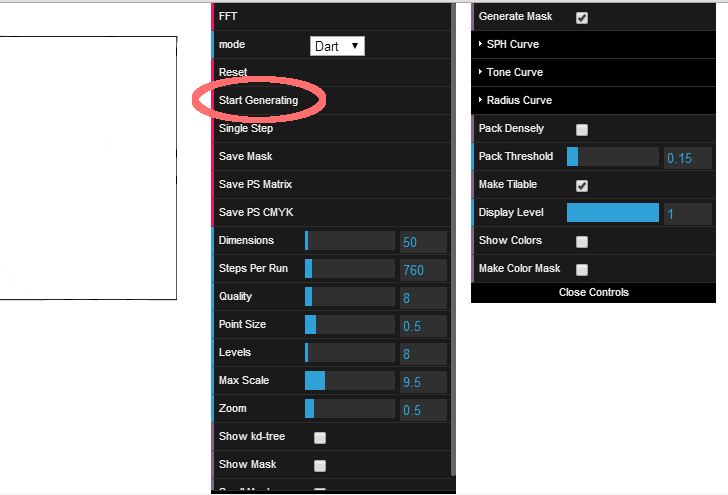 FFT
mode Dart
Reset
Start Generating
Single Step
Save Mask
Save PS Matrix
Save PS CMYK
Dimensions 50
Steps Per Run 760
Quality 8
Point Size 0.5
Levels 8
Max Scale 9.5
Zoom 0.5
Show kd-tree
Show Mask
Generate Mask
SPH Curve
Tone Curve
Radius Curve
Pack Densely
Pack Threshold 0.15
Make Tilable
Display Level 1
Show Colors
Make Color Mask
Close Controls